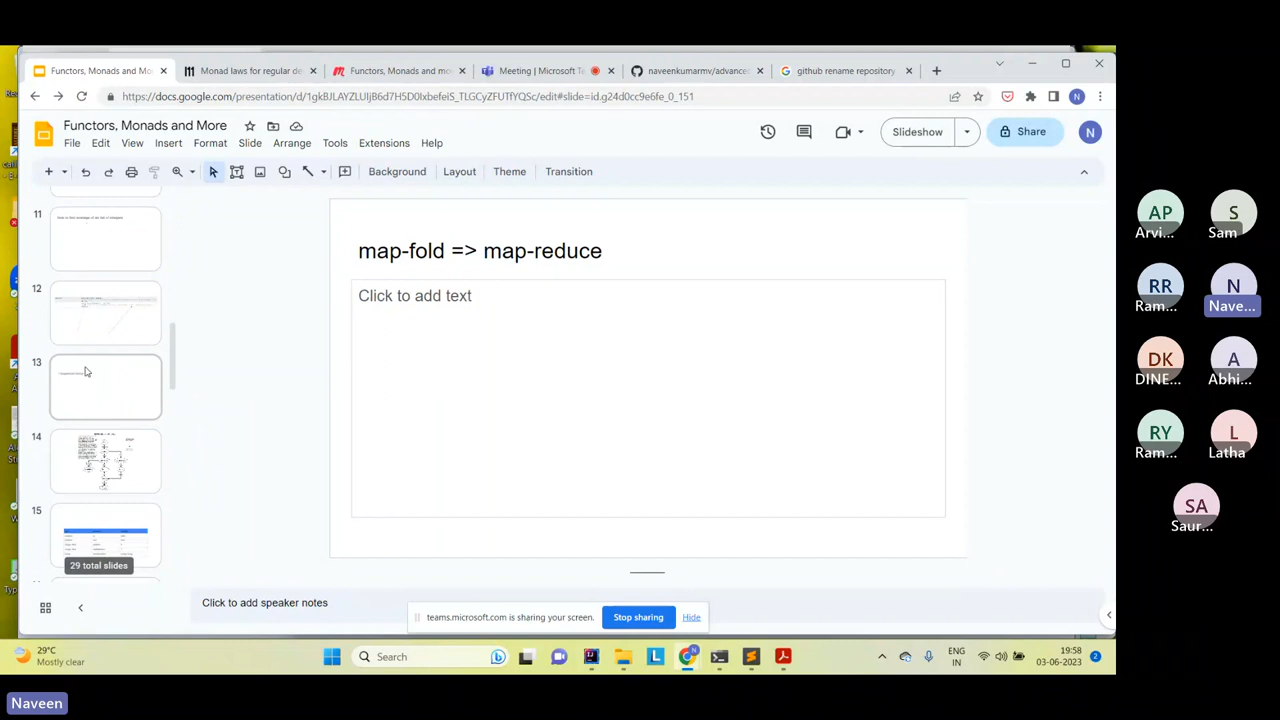 Functors, Monads and Mo
Monad laws for regular de
Functors, Monads and mo
Meeting | Microsoft Te
naveenkumarmv/advance
github rename repository
https://docs.google.com/presentation/d/1gkBJLAYZLUIjB6d7H5D0lxbefeiS_TLGCyZFUTfYQSc/edit#slide=id.g24d0cc9e6fe_0_151
N
Functors, Monads and More
File Edit View Insert Format Slide Arrange Tools Extensions Help
Slideshow
Share
N
Background Layout Theme Transition
11
12
13
14
15
29 total slides
map-fold => map-reduce
Click to add text
Click to add speaker notes
teams.microsoft.com is sharing your screen.
Stop sharing
Hide
29°C
Mostly clear
Search
ENG
IN
19:58
03-06-2023
2
AP
Arvi...
S
Sam
RR
Ram...
N
Nave...
DK
DINE...
A
Abhi...
RY
Ram...
L
Latha
SA
Saur...
Naveen